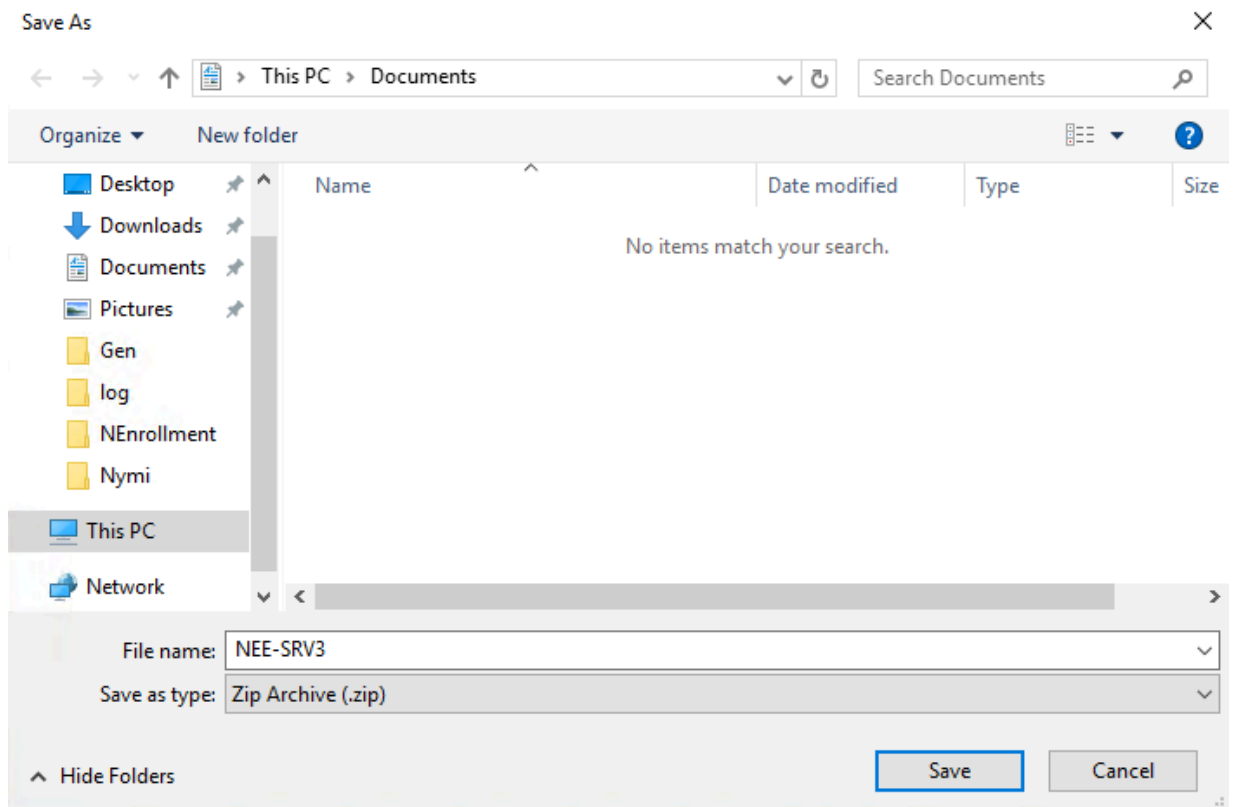 Save As
This PC > Documents
Search Documents
Organize
New folder
Name
Date modified
Type
Size
No items match your search.
Desktop
Downloads
Documents
Pictures
Gen
log
NEnrollment
Nymi
This PC
Network
File name: NEE-SRV3
Save as type: Zip Archive (.zip)
Hide Folders
Save
Cancel